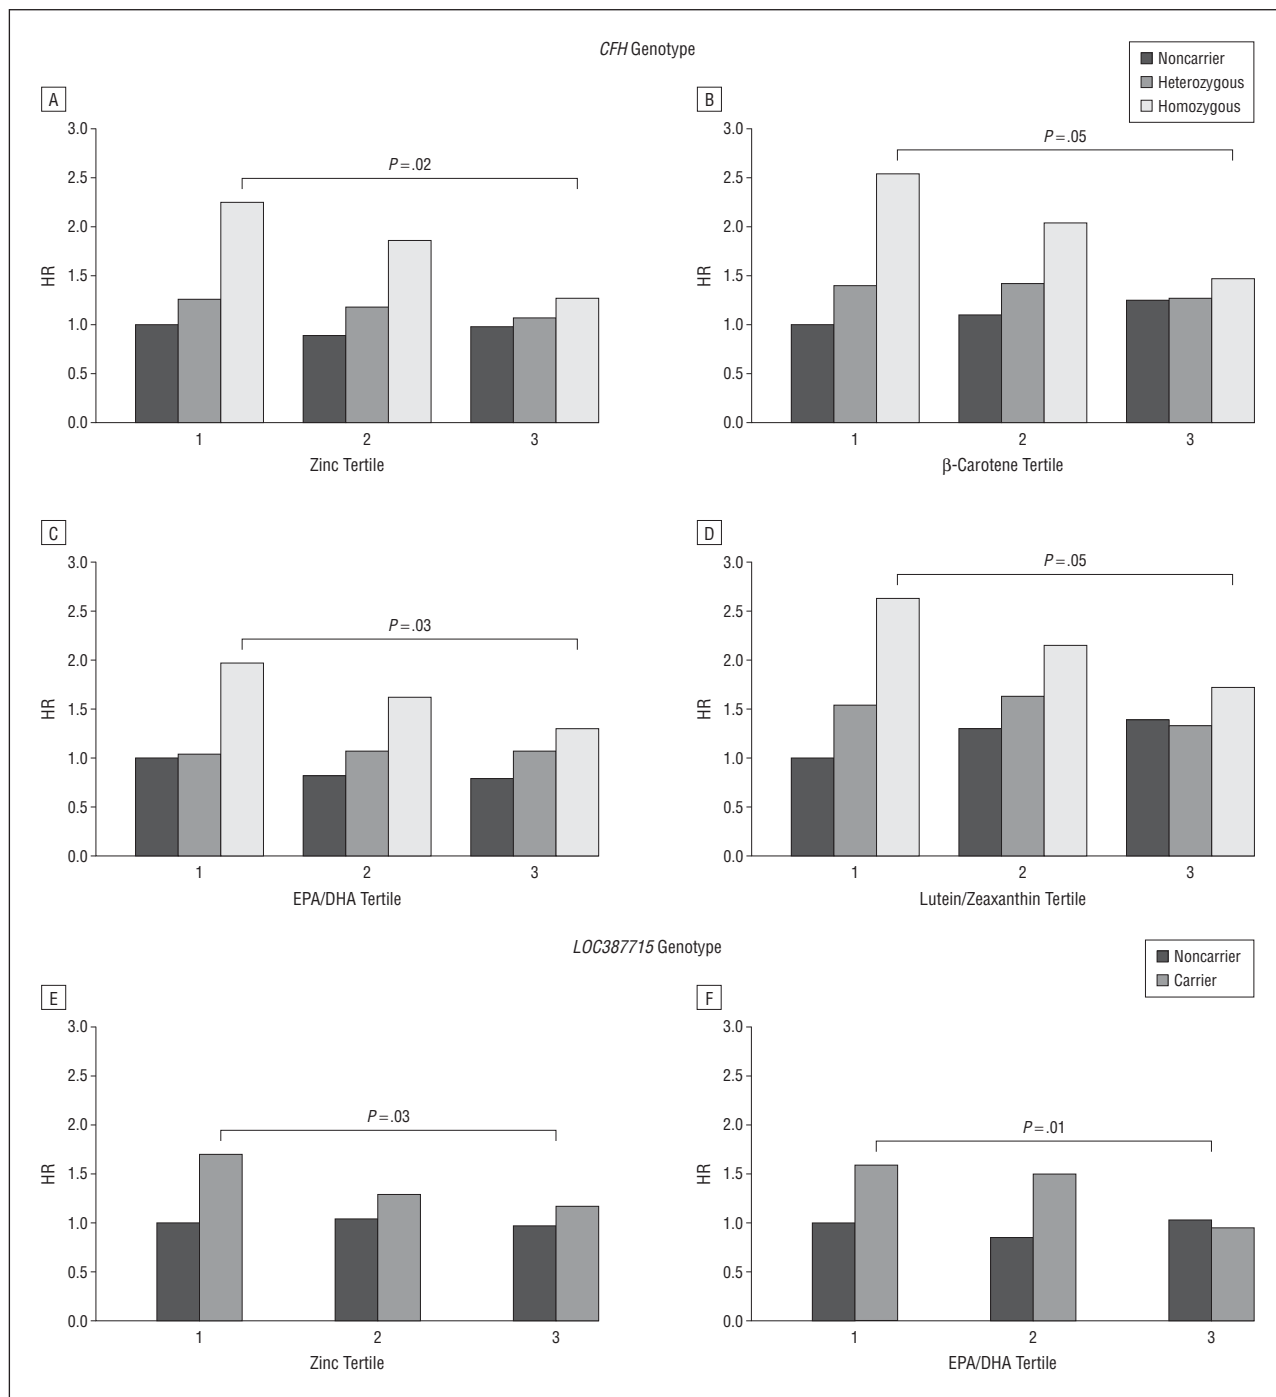 CFH Genotype
Noncarrier
Heterozygous
Homozygous
A
3.0
2.5
2.0
1.5
1.0
0.5
0.0
HR
P=.02
1 2 3
Zinc Tertile
B
3.0
2.5
2.0
1.5
1.0
0.5
0.0
HR
P=.05
1 2 3
β-Carotene Tertile
C
3.0
2.5
2.0
1.5
1.0
0.5
0.0
HR
P=.03
1 2 3
EPA/DHA Tertile
D
3.0
2.5
2.0
1.5
1.0
0.5
0.0
HR
P=.05
1 2 3
Lutein/Zeaxanthin Tertile
LOC387715 Genotype
Noncarrier
Carrier
E
3.0
2.5
2.0
1.5
1.0
0.5
0.0
HR
P=.03
1 2 3
Zinc Tertile
F
3.0
2.5
2.0
1.5
1.0
0.5
0.0
HR
P=.01
1 2 3
EPA/DHA Tertile